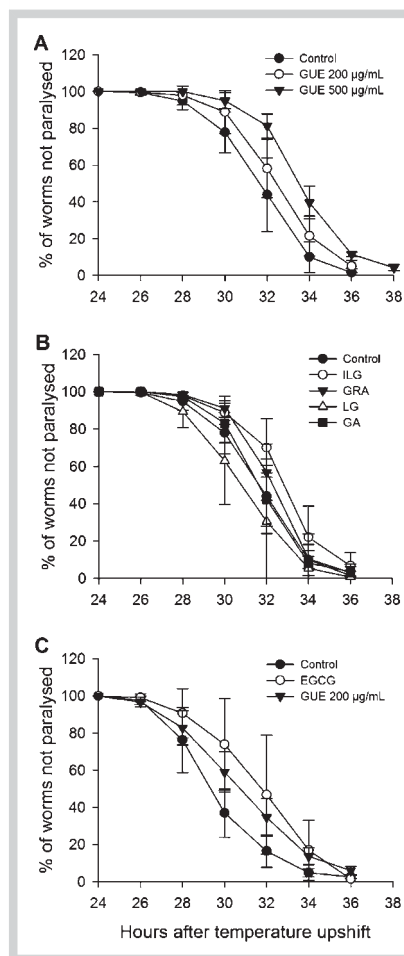 A
Control
GUE 200 µg/mL
GUE 500 µg/mL
% of worms not paralysed
120
100
80
60
40
20
0
24 26 28 30 32 34 36 38
B
Control
ILG
GRA
LG
GA
% of worms not paralysed
120
100
80
60
40
20
0
24 26 28 30 32 34 36 38
C
Control
EGCG
GUE 200 µg/mL
% of worms not paralysed
120
100
80
60
40
20
0
24 26 28 30 32 34 36 38
Hours after temperature upshift